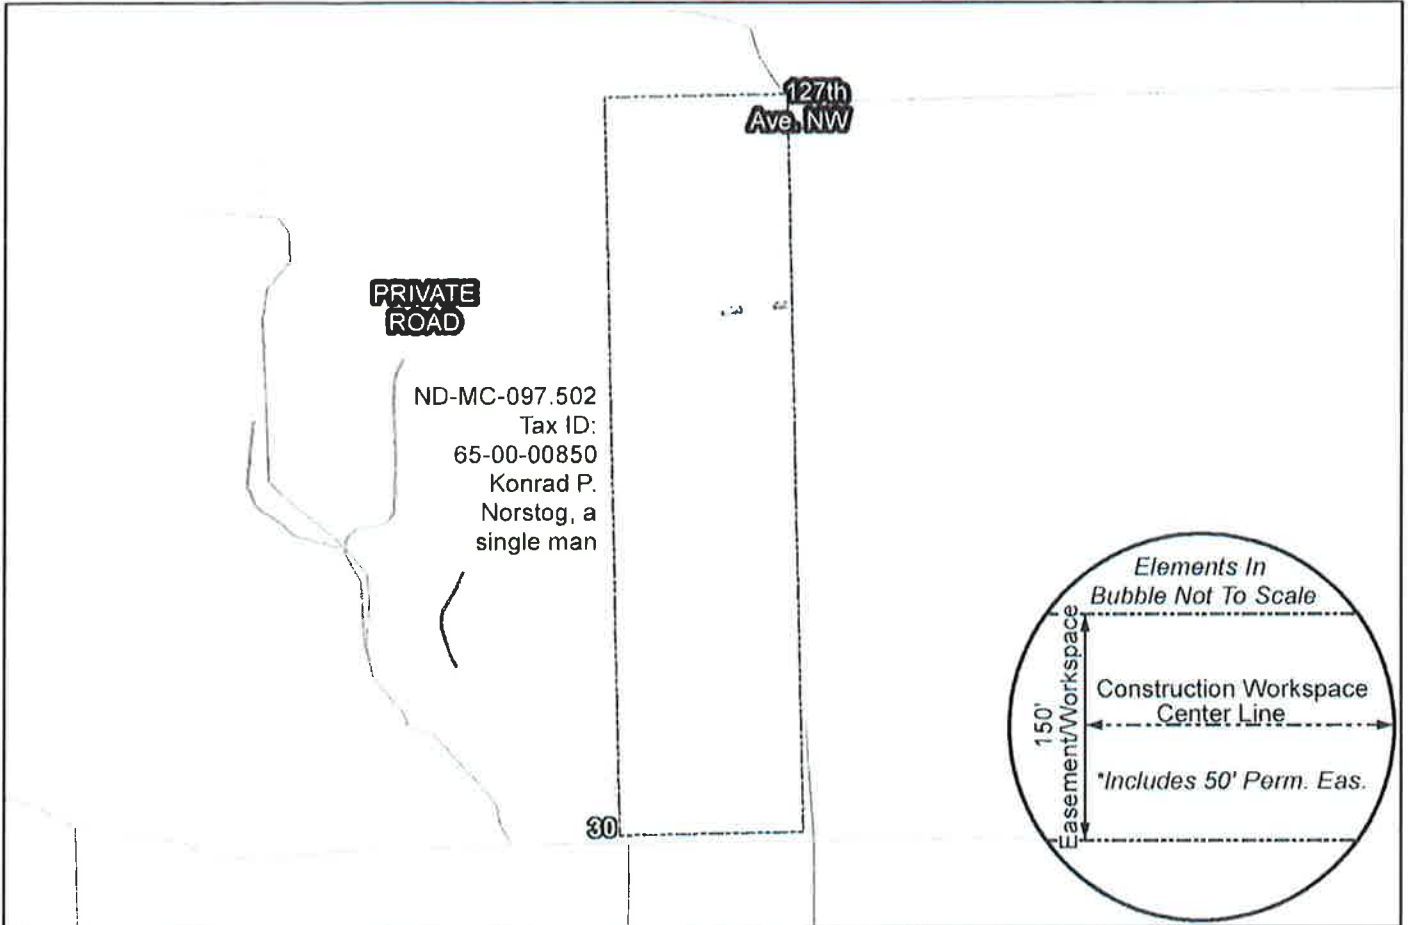 127th
Ave. NW
PRIVATE
ROAD
ND-MC-097.502
Tax ID:
65-00-00850
Konrad P.
Norstog, a
single man
30
Elements In
Bubble Not To Scale
150'
Easement/Workspace
Construction Workspace
Center Line
*Includes 50' Perm. Eas.